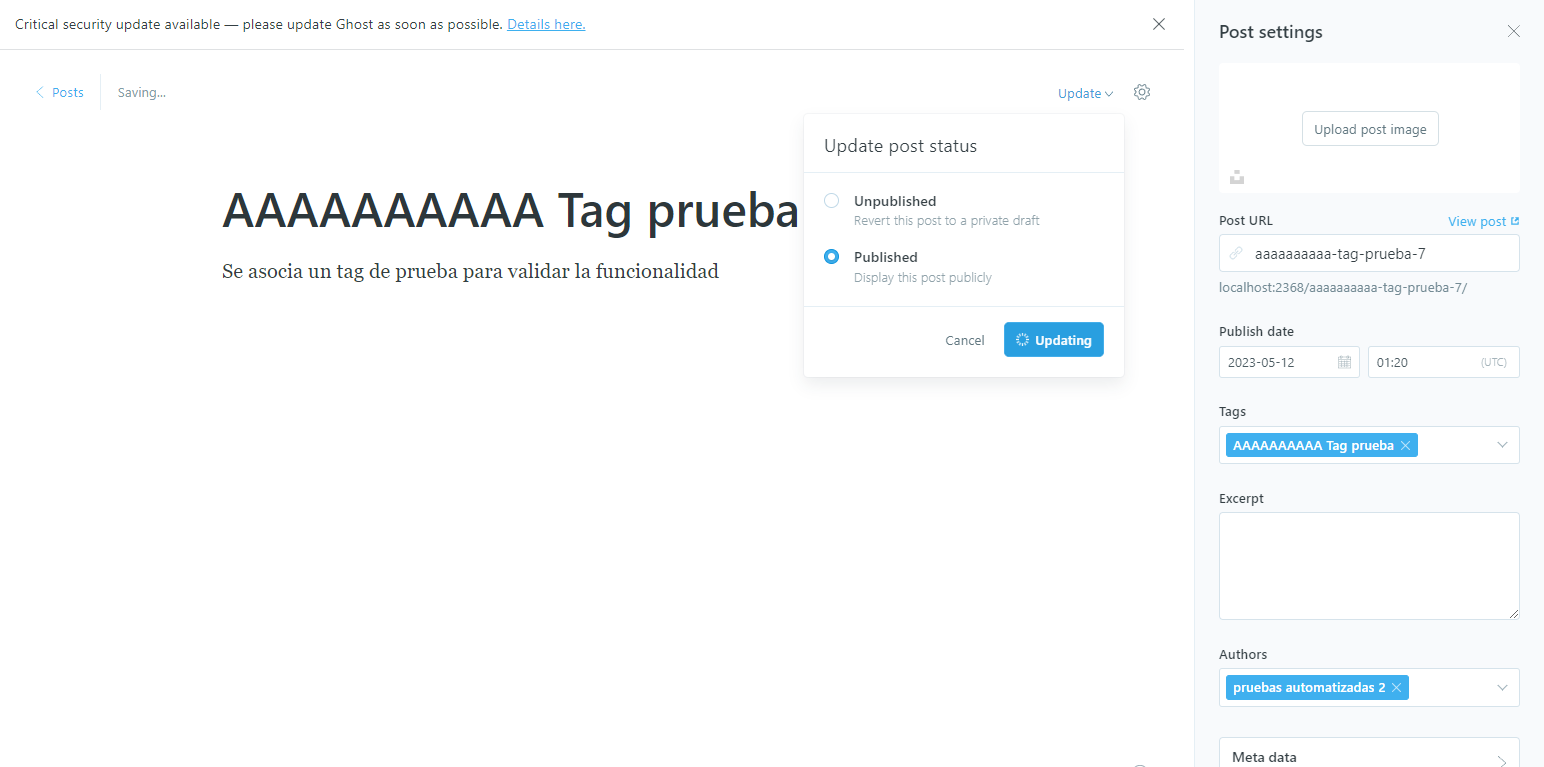 Critical security update available — please update Ghost as soon as possible. Details here.
Posts
Saving...
Update
Update post status
Unpublished
Revert this post to a private draft
Published
Display this post publicly
Cancel
Updating
AAAAAAAAAA Tag prueba
Se asocia un tag de prueba para validar la funcionalidad
Post settings
Upload post image
Post URL
View post
aaaaaaaaaa-tag-prueba-7
localhost:2368/aaaaaaaaaa-tag-prueba-7/
Publish date
2023-05-12
01:20
(UTC)
Tags
AAAAAAAAAA Tag prueba
Excerpt
Authors
pruebas automatizadas 2
Meta data